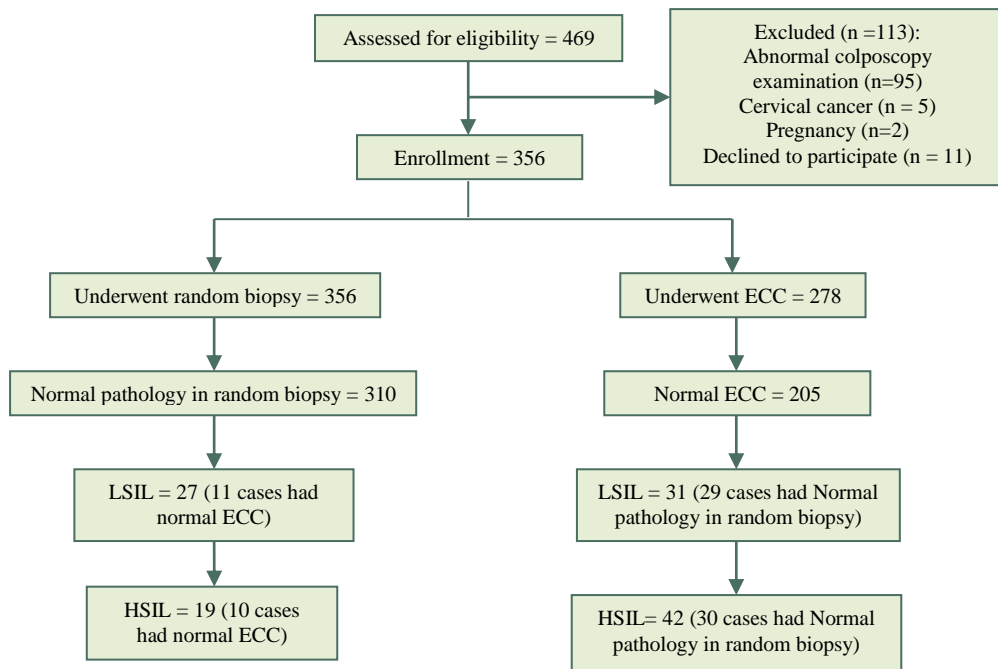 Assessed for eligibility = 469
Excluded (n =113):
Abnormal colposcopy
examination (n=95)
Cervical cancer (n = 5)
Pregnancy (n=2)
Declined to participate (n = 11)
Enrollment = 356
Underwent random biopsy = 356
Underwent ECC = 278
Normal pathology in random biopsy = 310
Normal ECC = 205
LSIL = 27 (11 cases had
normal ECC)
LSIL = 31 (29 cases had Normal
pathology in random biopsy)
HSIL = 19 (10 cases
had normal ECC)
HSIL= 42 (30 cases had Normal
pathology in random biopsy)